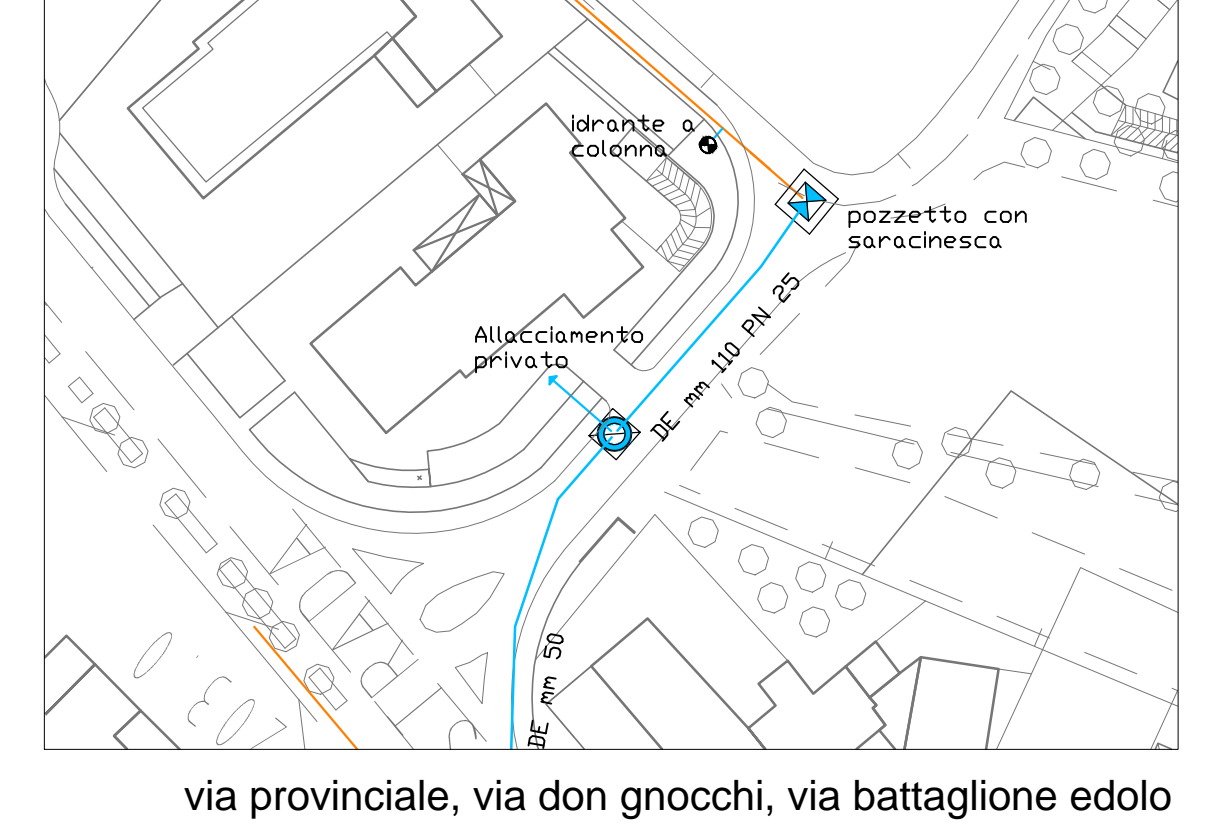 idrante a
colonna
pozzetto con
saracinesca
DE mm 110 PN 25
Allacciamento
privato
DE mm 50
via provinciale, via don gnocchi, via battaglione edolo